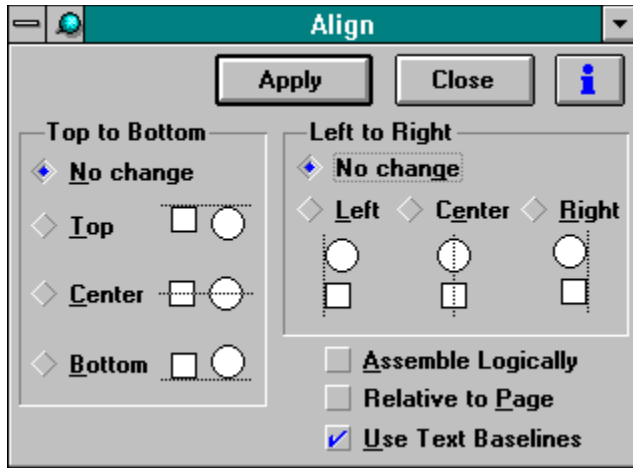 Align
Apply Close i
Top to Bottom
No change
Top
Center
Bottom
Left to Right
No change
Left Center Right
Assemble Logically
Relative to Page
Use Text Baselines